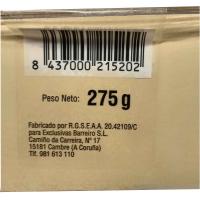 8 437000 215202
Peso Neto: 275 g
Fabricado por R.G.S.E.A.A. 20.42109/C
para Exclusivas Barreiro S.L.
Camiño da Carreira, Nº 17
15181 Cambre (A Coruña)
Tlf. 981 613 110